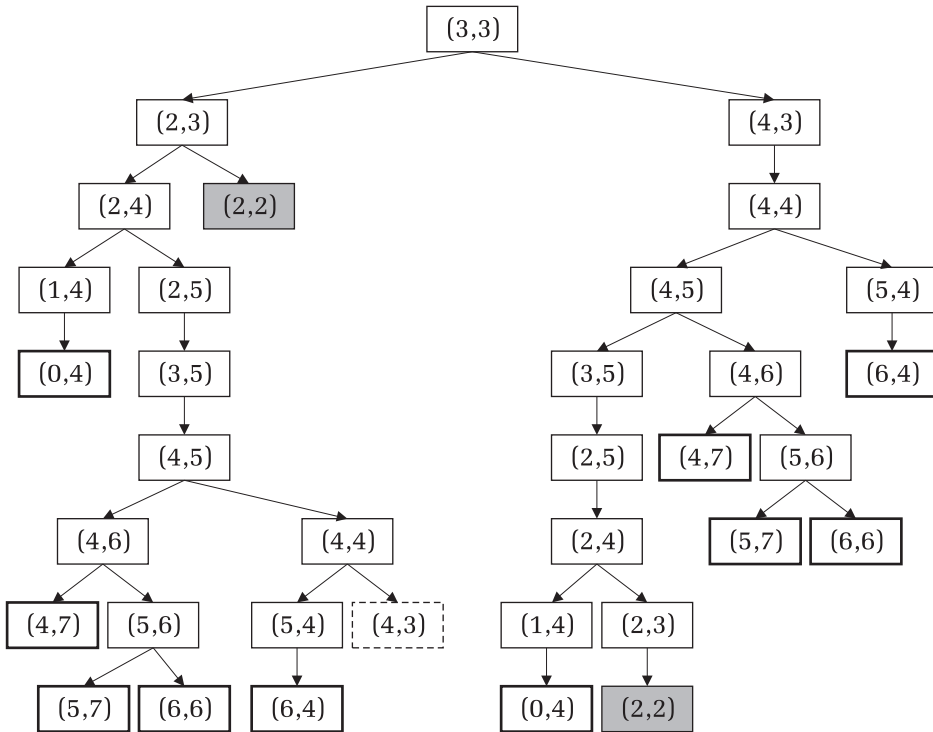 (3,3)
(2,3) (4,3)
(2,4) (2,2) (4,4)
(1,4) (2,5) (4,5) (5,4)
(0,4) (3,5) (3,5) (4,6) (6,4)
(4,5) (2,5) (4,7) (5,6)
(4,6) (4,4) (2,4) (5,7) (6,6)
(4,7) (5,6) (5,4) (4,3) (1,4) (2,3)
(5,7) (6,6) (6,4) (0,4) (2,2)